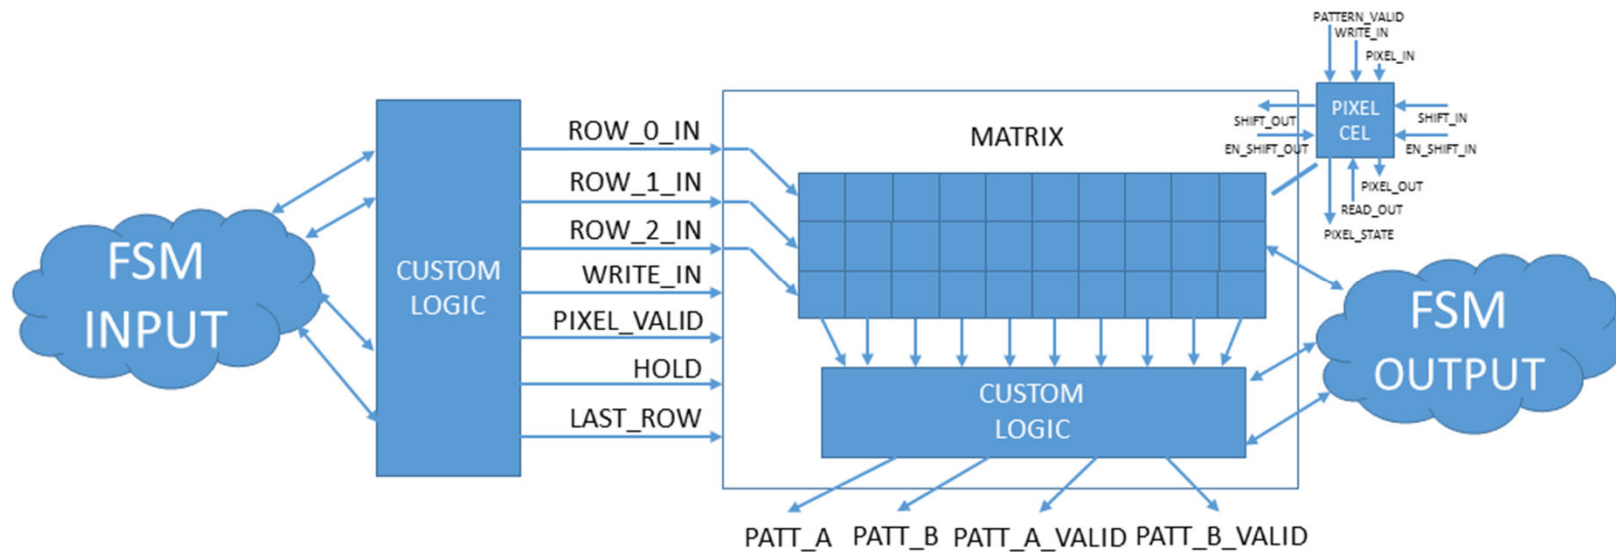 PATTERN_VALID
WRITE_IN
PIXEL_IN
PIXEL
CEL
SHIFT_OUT
SHIFT_IN
EN_SHIFT_OUT
EN_SHIFT_IN
PIXEL_OUT
READ_OUT
PIXEL_STATE
FSM
INPUT
CUSTOM
LOGIC
ROW_0_IN
ROW_1_IN
ROW_2_IN
WRITE_IN
PIXEL_VALID
HOLD
LAST_ROW
MATRIX
CUSTOM
LOGIC
FSM
OUTPUT
PATT_A
PATT_B
PATT_A_VALID
PATT_B_VALID